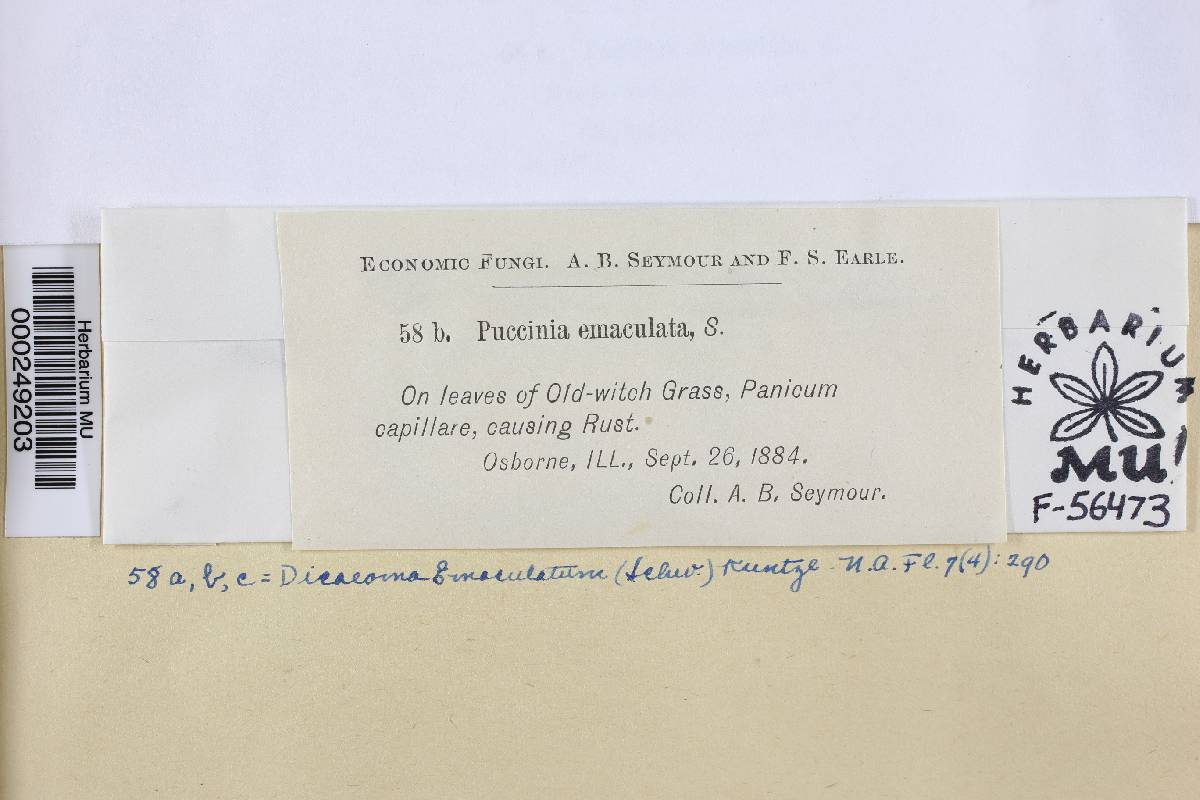 ECONOMIC FUNGI. A. B. SEYMOUR AND F. S. EARLE.
58 b. Puccinia emaculata, S.
On leaves of Old-witch Grass, Panicum
capillare, causing Rust.
Osborne, ILL., Sept. 26, 1884.
Coll. A. B. Seymour.
Herbarium MU
000249203
HERBARIUM
MU
F-56473
58 a, b, c = Dicaeoma Emaculatum (Schw.) Kuntze. N.A. Fl. 7(4): 290